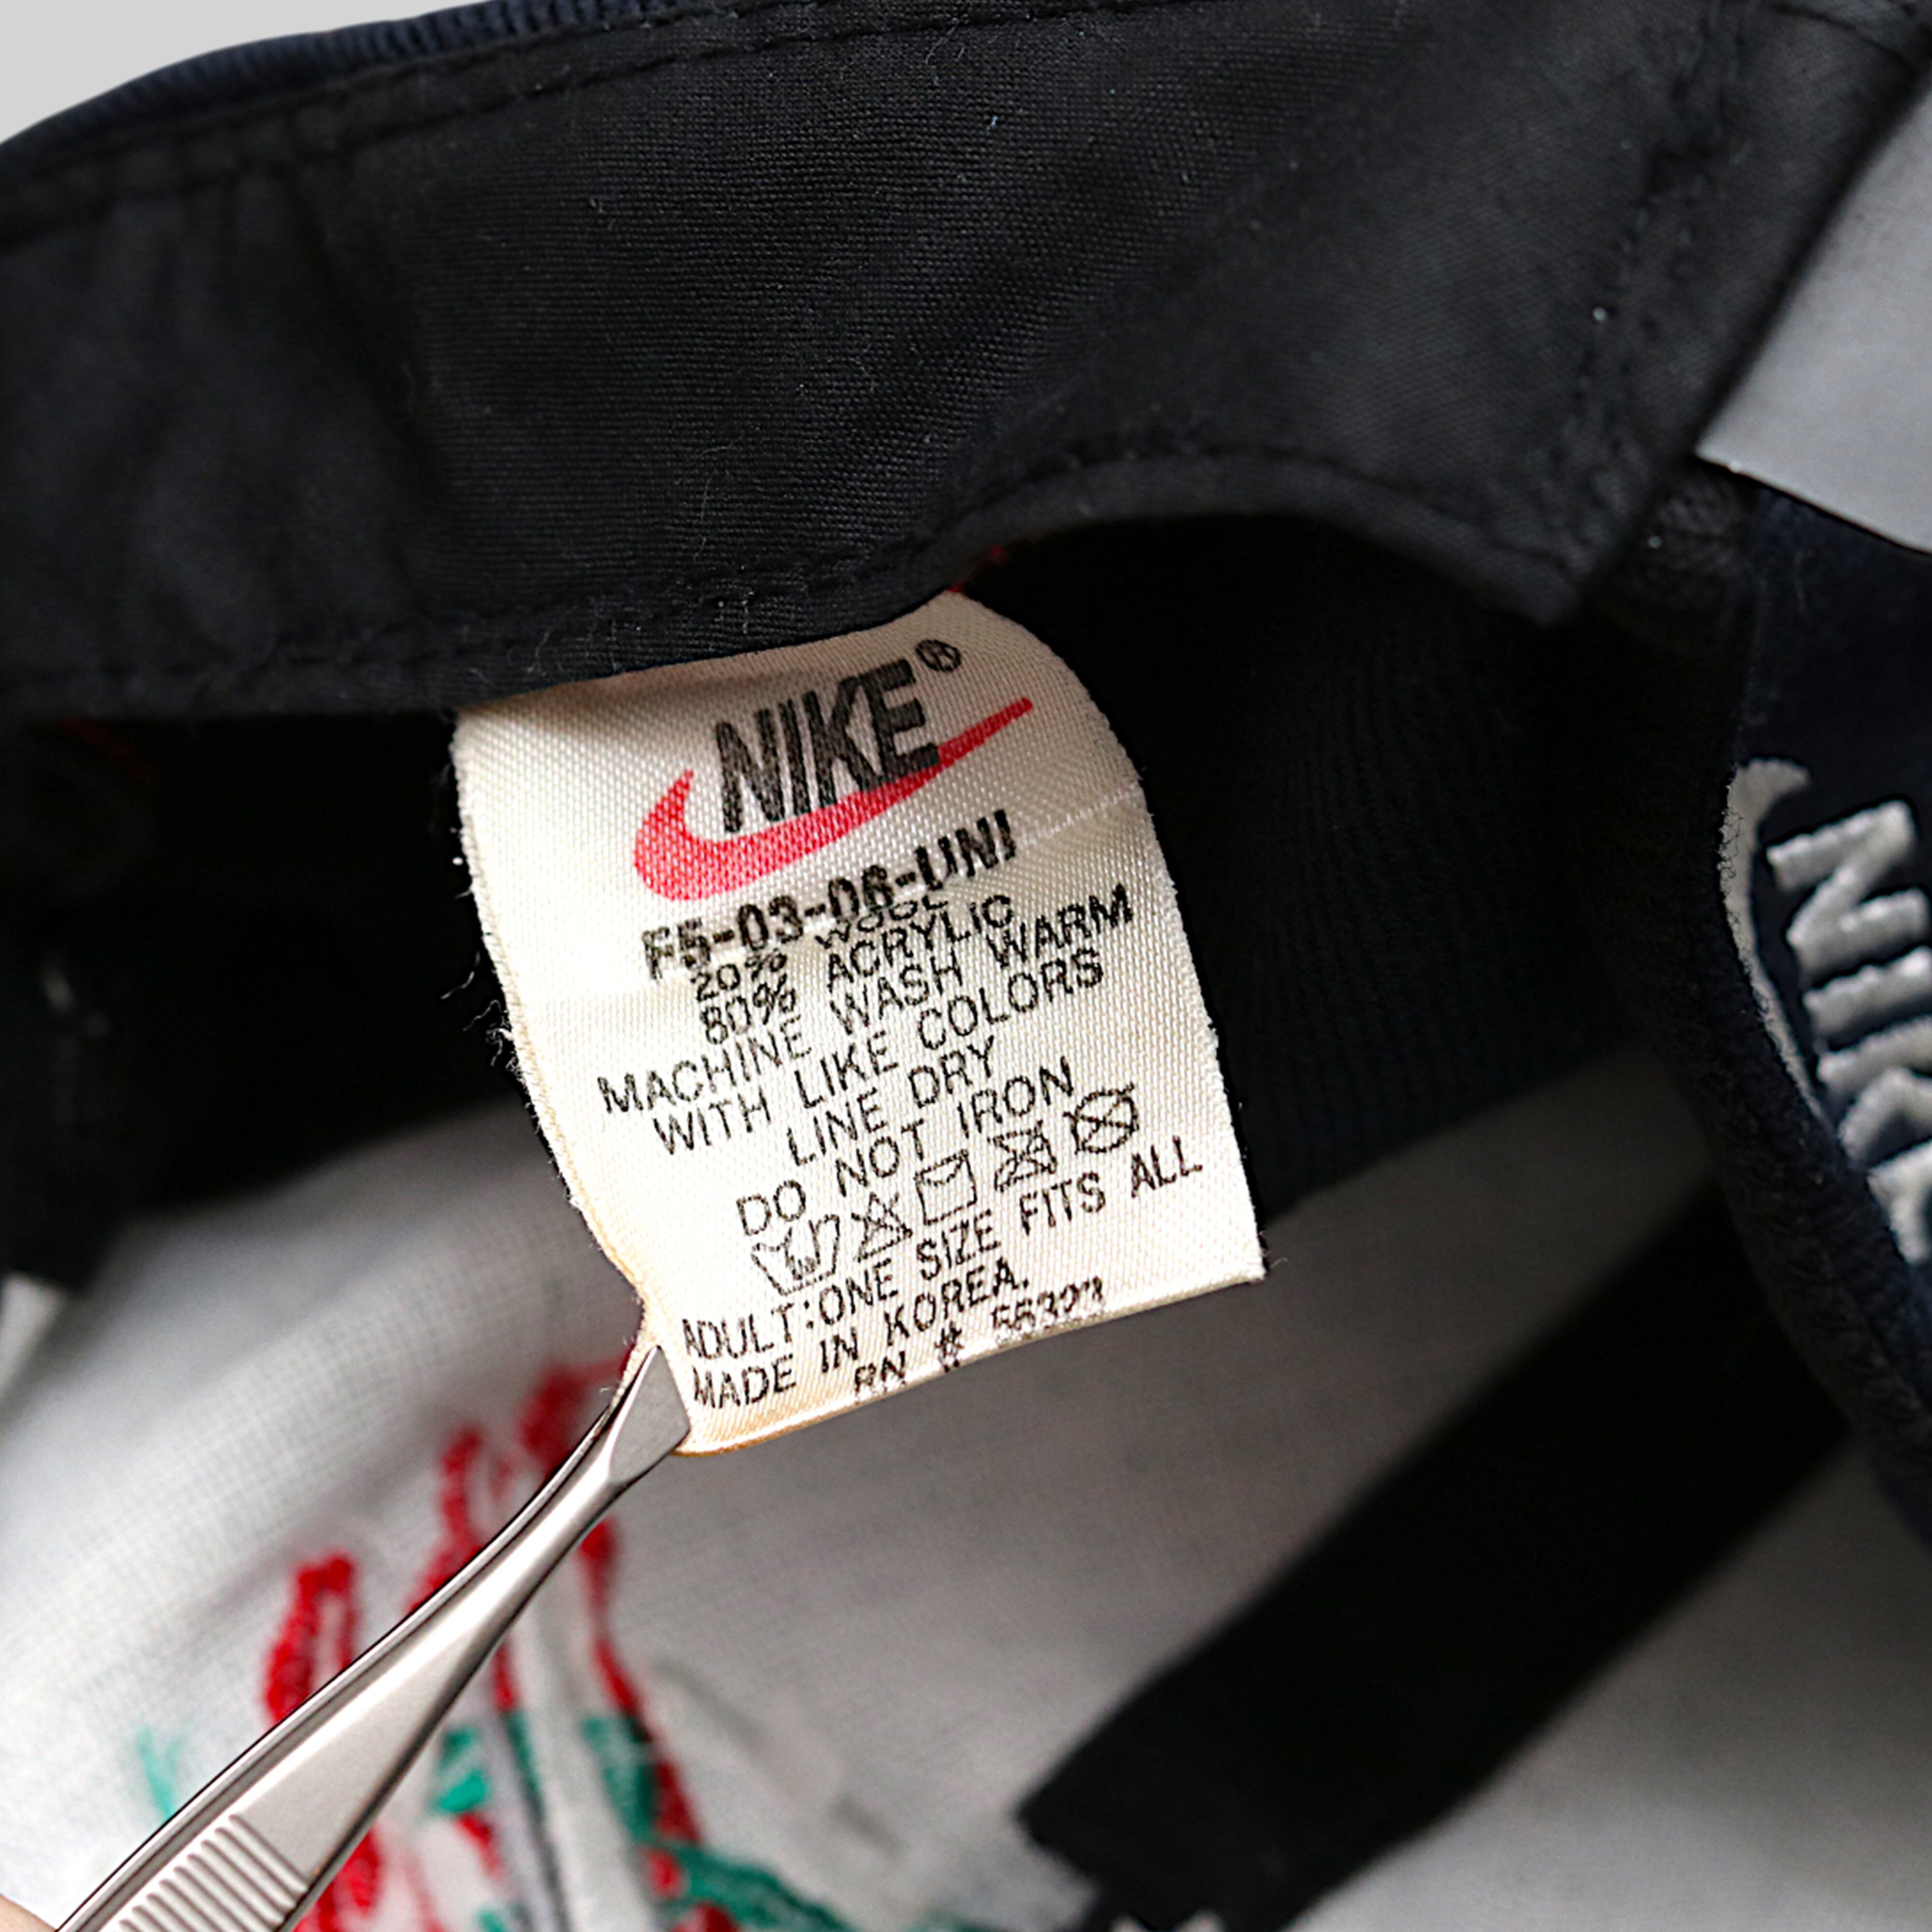 NIKE®
F5-03-06-UNI
20% WOOL
80% ACRYLIC
MACHINE WASH WARM
WITH LIKE COLORS
LINE DRY
DO NOT IRON
ADULT:ONE SIZE FITS ALL
MADE IN KOREA.
RN #
NIKE